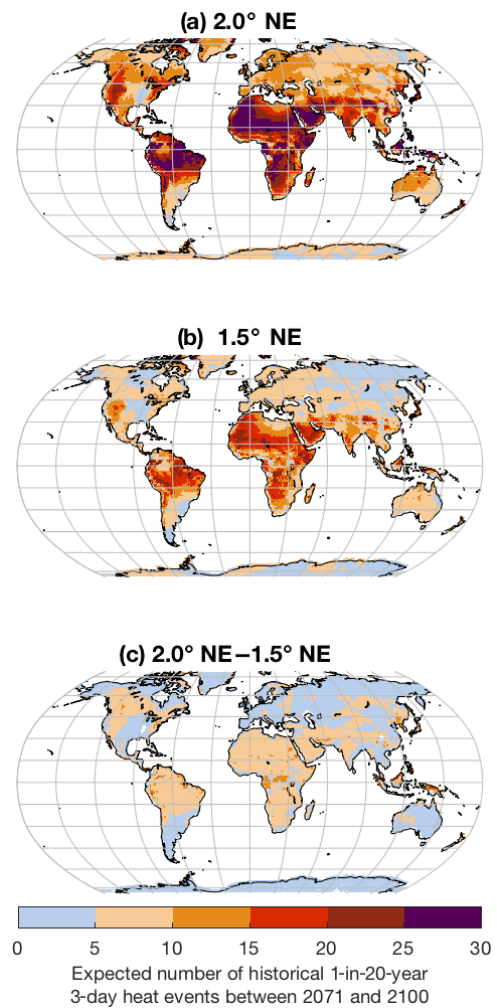 (a) 2.0° NE
(b) 1.5° NE
(c) 2.0° NE−1.5° NE
0 5 10 15 20 25 30
Expected number of historical 1-in-20-year
3-day heat events between 2071 and 2100